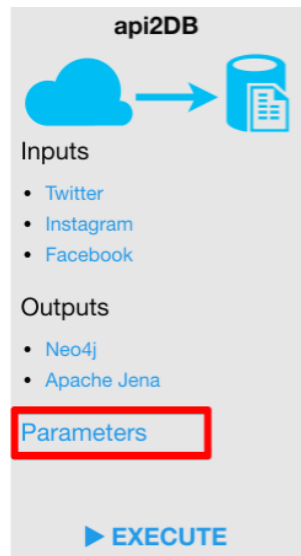 api2DB
Inputs
• Twitter
• Instagram
• Facebook
Outputs
• Neo4j
• Apache Jena
Parameters
EXECUTE